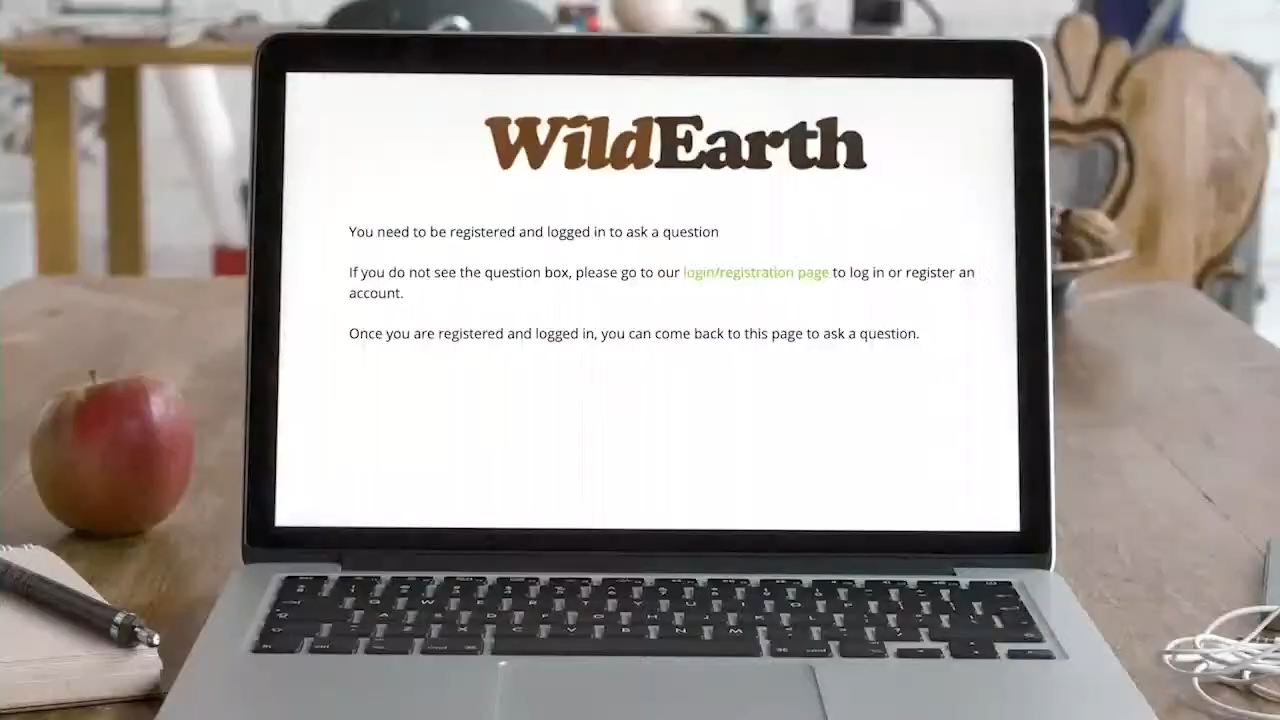 WildEarth
You need to be registered and logged in to ask a question
If you do not see the question box, please go to our login/registration page to log in or register an
account.
Once you are registered and logged in, you can come back to this page to ask a question.